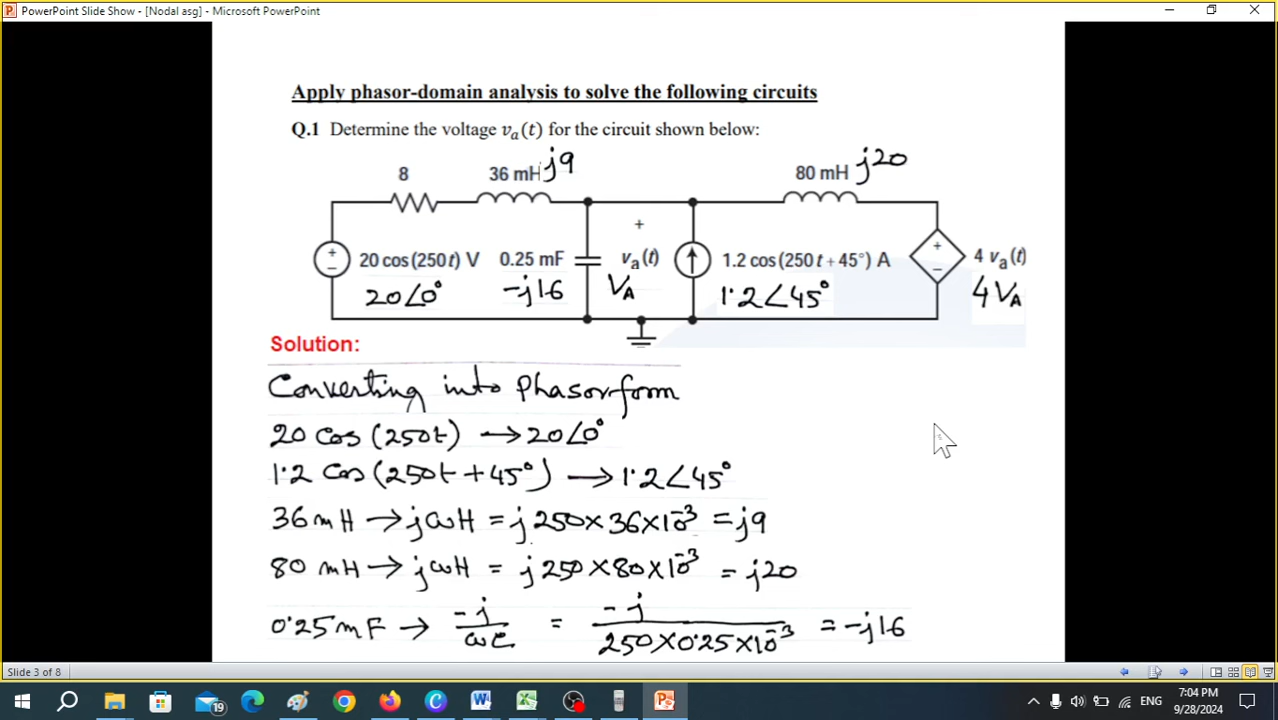 PowerPoint Slide Show - [Nodal asg] - Microsoft PowerPoint
Apply phasor-domain analysis to solve the following circuits
Q.1 Determine the voltage vₐ(t) for the circuit shown below:
8 36 mH j9 80 mH j20
+
20 cos (250 t) V 0.25 mF vₐ(t) 1.2 cos (250 t + 45°) A 4 vₐ(t)
20∠0° -j16 V_A 1.2∠45° 4V_A
Solution:
Converting into Phasor form
20 cos (250t) → 20∠0°
1.2 cos (250t + 45°) → 1.2∠45°
36 mH → jωH = j 250×36×10⁻³ = j9
80 mH → jωH = j 250×80×10⁻³ = j20
0.25 mF → -j/ωC = -j/250×0.25×10⁻³ = -j16
Slide 3 of 8
19 ENG 7:04 PM
9/28/2024